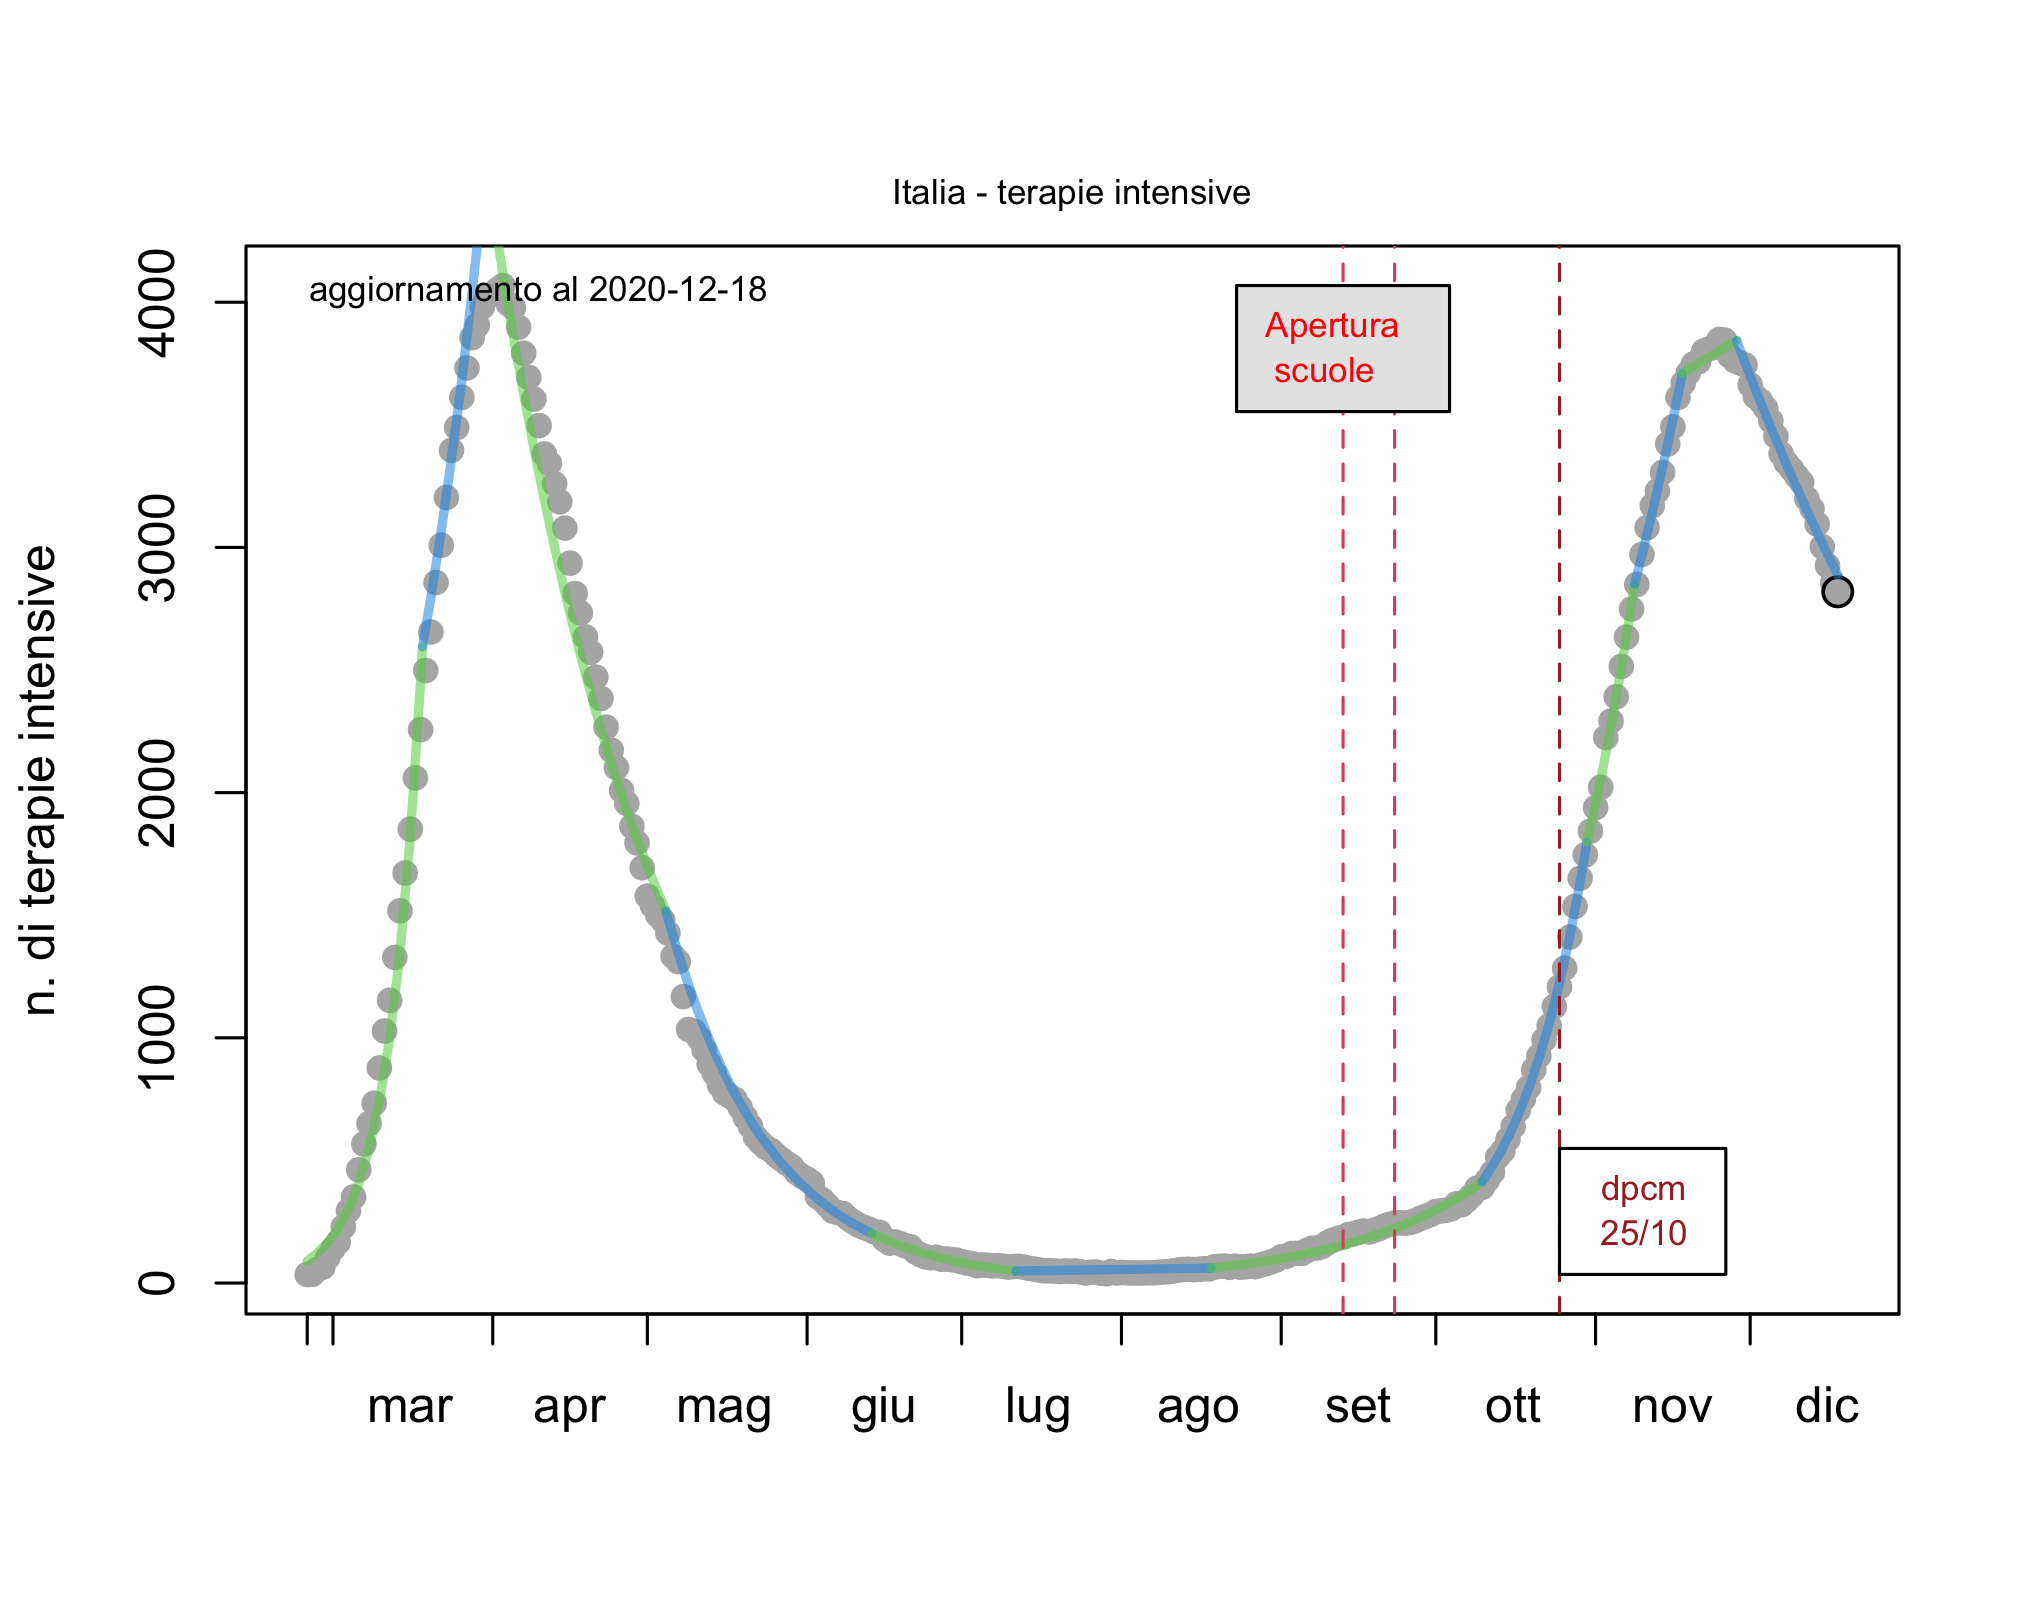 Italia - terapie intensive
aggiornamento al 2020-12-18
Apertura
scuole
dpcm
25/10
n. di terapie intensive
4000
3000
2000
1000
0
mar apr mag giu lug ago set ott nov dic